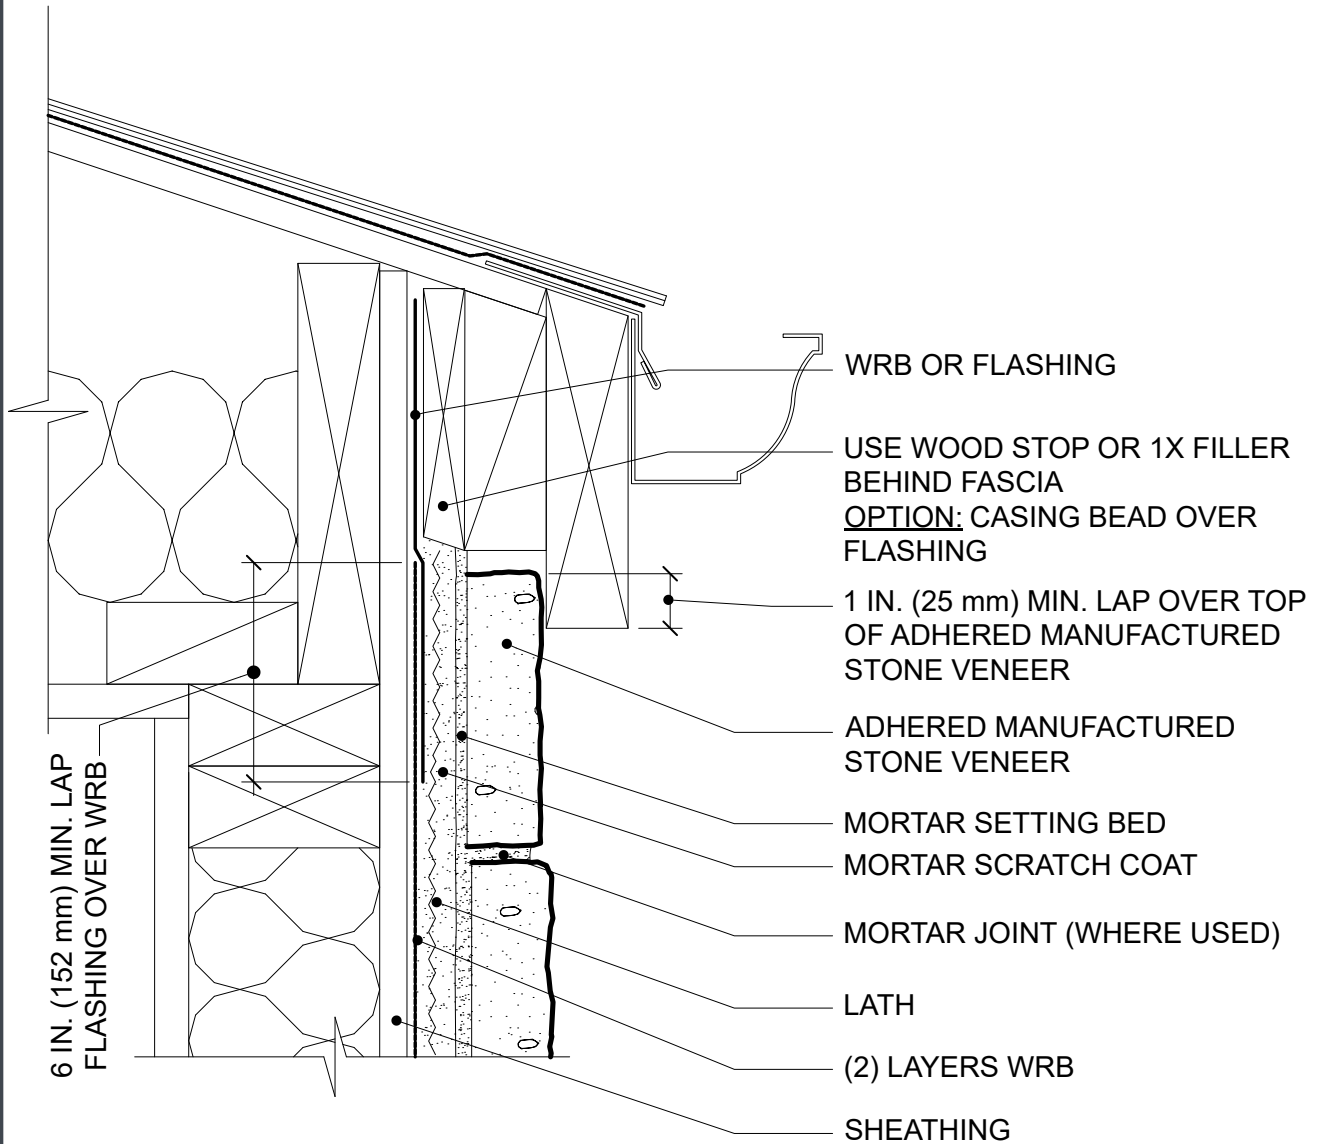 WRB OR FLASHING
USE WOOD STOP OR 1X FILLER
BEHIND FASCIA
OPTION: CASING BEAD OVER
FLASHING
1 IN. (25 mm) MIN. LAP OVER TOP
OF ADHERED MANUFACTURED
STONE VENEER
ADHERED MANUFACTURED
STONE VENEER
MORTAR SETTING BED
MORTAR SCRATCH COAT
MORTAR JOINT (WHERE USED)
LATH
(2) LAYERS WRB
SHEATHING
6 IN. (152 mm) MIN. LAP
FLASHING OVER WRB